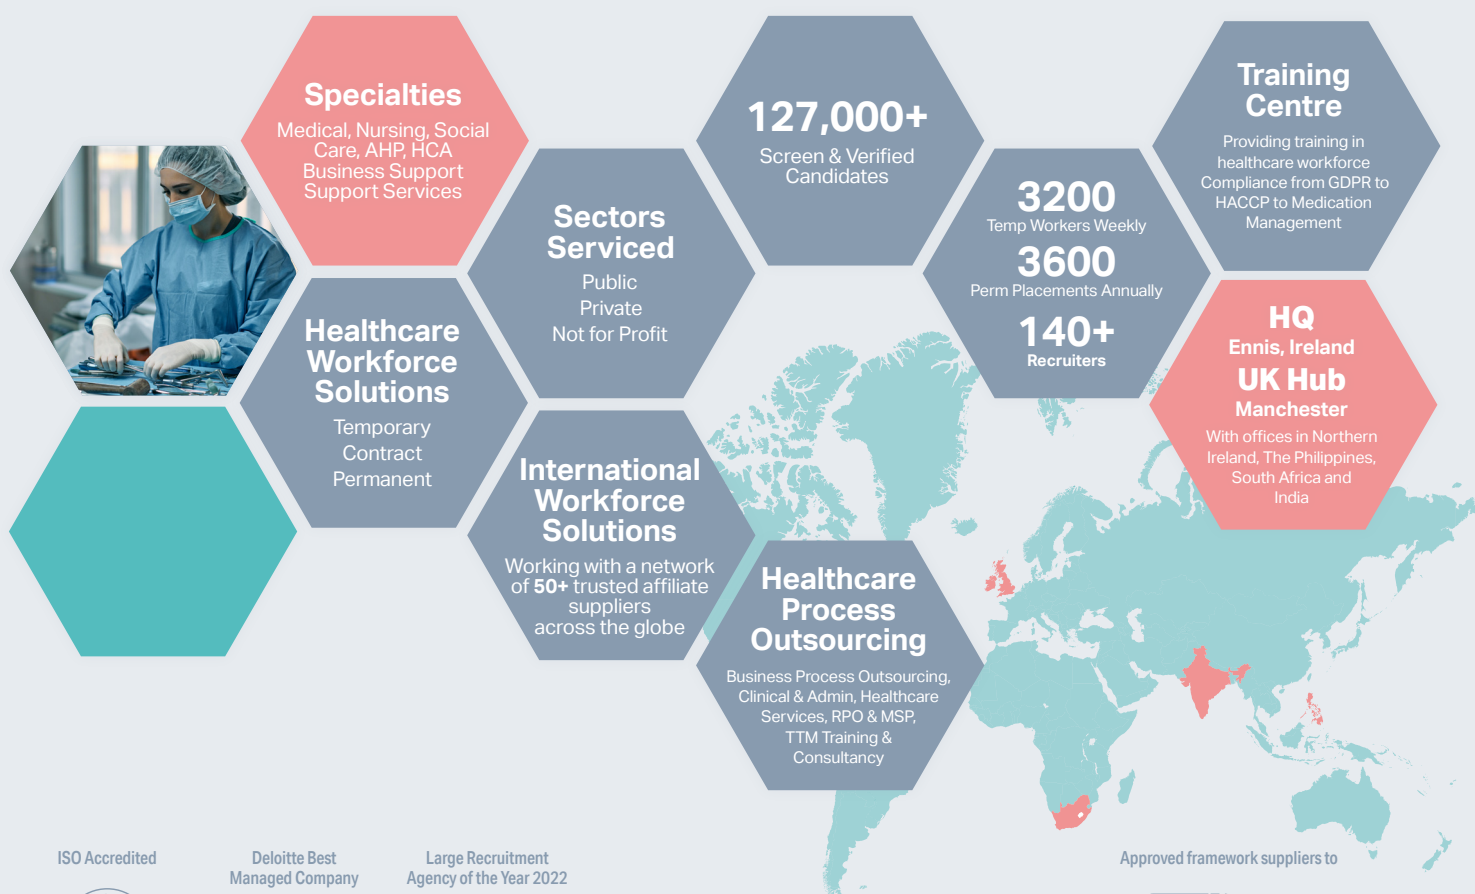 Specialties
Medical, Nursing, Social
Care, AHP, HCA
Business Support
Support Services
Healthcare
Workforce
Solutions
Temporary
Contract
Permanent
Sectors
Serviced
Public
Private
Not for Profit
International
Workforce
Solutions
Working with a network
of 50+ trusted affiliate
suppliers
across the globe
127,000+
Screen & Verified
Candidates
Healthcare
Process
Outsourcing
Business Process Outsourcing,
Clinical & Admin, Healthcare
Services, RPO & MSP,
TTM Training &
Consultancy
3200
Temp Workers Weekly
3600
Perm Placements Annually
140+
Recruiters
Training
Centre
Providing training in
healthcare workforce
Compliance from GDPR to
HACCP to Medication
Management
HQ
Ennis, Ireland
UK Hub
Manchester
With offices in Northern
Ireland, The Philippines,
South Africa and
India
ISO Accredited
Deloitte Best
Managed Company
Large Recruitment
Agency of the Year 2022
Approved framework suppliers to